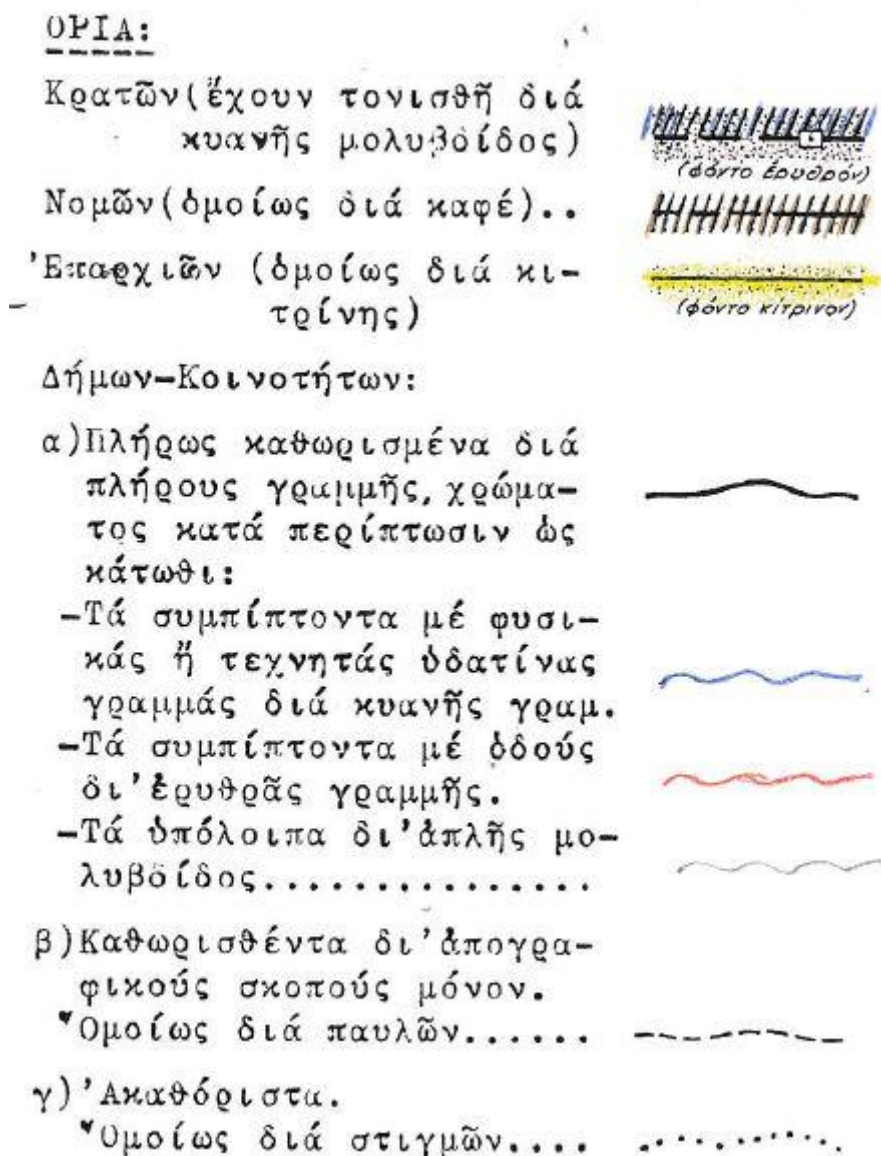 ΟΡΙΑ:
Κρατῶν(ἔχουν τονισθῆ διά
κυανῆς μολυβδίδος)
(φόντο ἐρυθρόν)
Νομῶν(ὁμοίως διά καφέ)..
Ἐπαρχιῶν (ὁμοίως διά κι-
τρίνης)
(φόντο κίτρινον)
Δήμων-Κοινοτήτων:
α)Πλήρως καθωρισμένα διά
πλήρους γραμμῆς, χρώμα-
τος κατά περίπτωσιν ὡς
κάτωθι:
-Τά συμπίπτοντα μέ φυσι-
κάς ἤ τεχνητάς ὑδατίνας
γραμμάς διά κυανῆς γραμ.
-Τά συμπίπτοντα μέ ὁδούς
δι'ἐρυθρᾶς γραμμῆς.
-Τά ὑπόλοιπα δι'ἁπλῆς μο-
λυβδίδος...............
β)Καθωρισθέντα δι'ἀπογρα-
φικούς σκοπούς μόνον.
Ὁμοίως διά παυλῶν......
γ)Ἀκαθόριστα.
Ὁμοίως διά στιγμῶν....